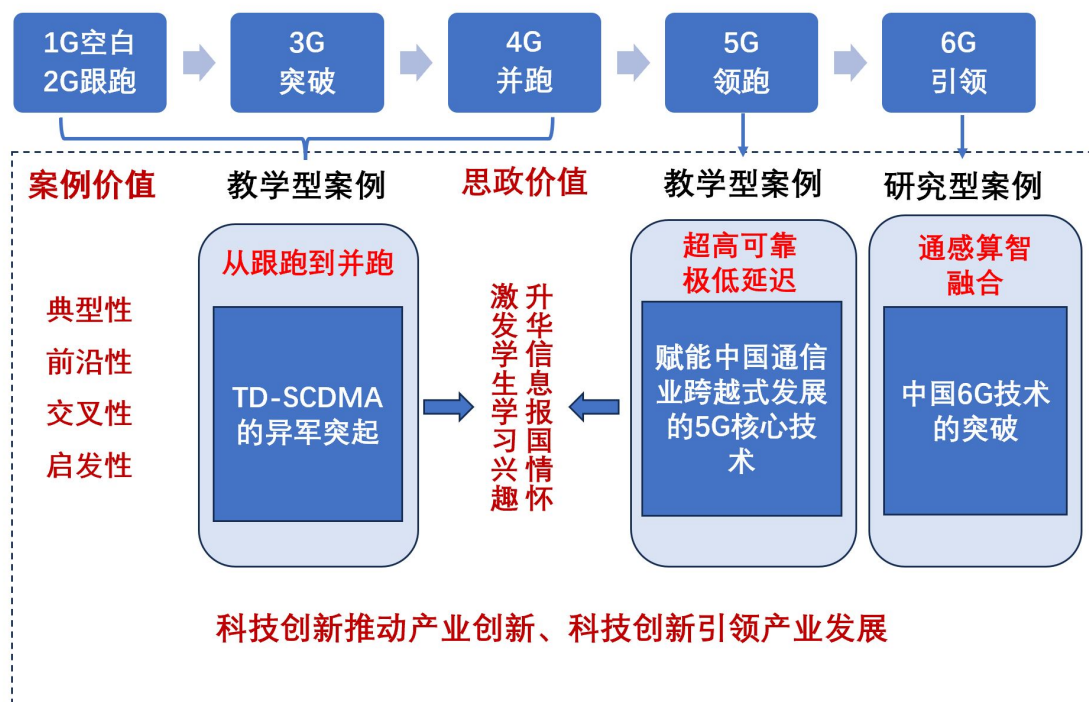 1G空白
2G跟跑
3G
突破
4G
并跑
5G
领跑
6G
引领
案例价值
教学型案例
思政价值
教学型案例
研究型案例
典型性
前沿性
交叉性
启发性
从跟跑到并跑
TD-SCDMA
的异军突起
激发学生学习兴趣
升华信息报国情怀
超高可靠
极低延迟
赋能中国通信
业跨越式发展
的5G核心技
术
通感算智
融合
中国6G技术
的突破
科技创新推动产业创新、科技创新引领产业发展